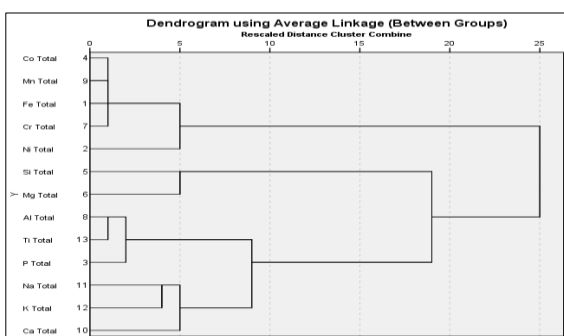 Dendrogram using Average Linkage (Between Groups)
Rescaled Distance Cluster Combine
0 5 10 15 20 25
Co Total 4
Mn Total 9
Fe Total 1
Cr Total 7
Ni Total 2
Si Total 5
Y
Mg Total 6
Al Total 8
Ti Total 13
P Total 3
Na Total 11
K Total 12
Ca Total 10